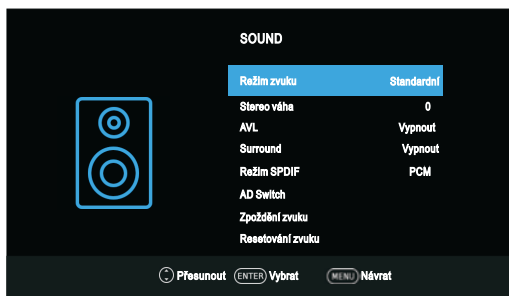 SOUND
Režim zvuku Standardní
Stereo váha 0
AVL Vypnout
Surround Vypnout
Režim SPDIF PCM
AD Switch
Zpoždění zvuku
Resetování zvuku
Přesunout ENTER Vybrat MENU Návrat